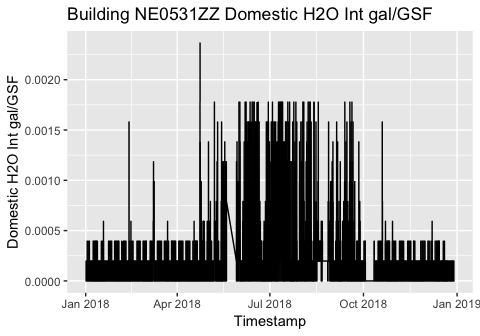 Building NE0531ZZ Domestic H2O Int gal/GSF
Domestic H2O Int gal/GSF
0.0020
0.0015
0.0010
0.0005
0.0000
Jan 2018 Apr 2018 Jul 2018 Oct 2018 Jan 2019
Timestamp